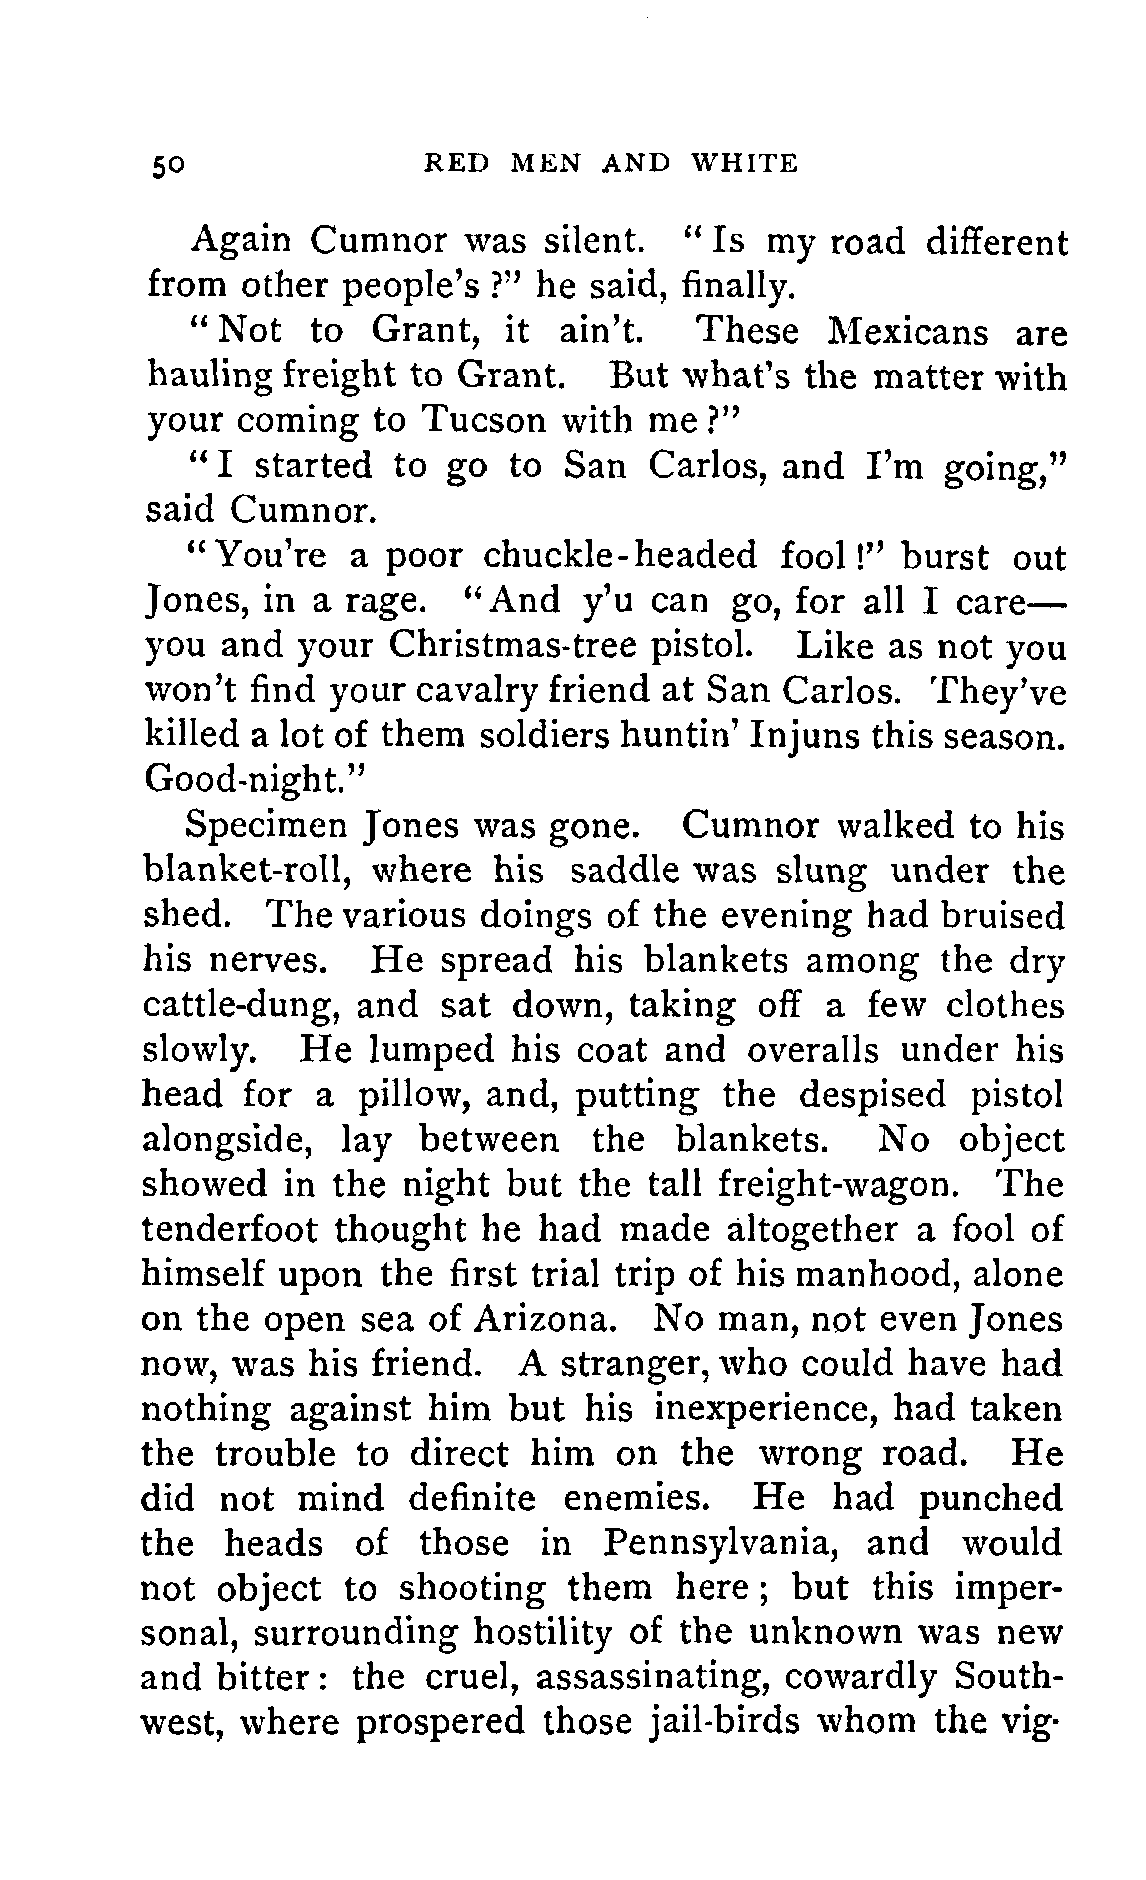 50 RED MEN AND WHITE
Again Cumnor was silent. "Is my road different
from other people's?" he said, finally.
"Not to Grant, it ain't. These Mexicans are
hauling freight to Grant. But what's the matter with
your coming to Tucson with me?"
"I started to go to San Carlos, and I'm going,"
said Cumnor.
"You're a poor chuckle-headed fool!" burst out
Jones, in a rage. "And y'u can go, for all I care—
you and your Christmas-tree pistol. Like as not you
won't find your cavalry friend at San Carlos. They've
killed a lot of them soldiers huntin' Injuns this season.
Good-night."
Specimen Jones was gone. Cumnor walked to his
blanket-roll, where his saddle was slung under the
shed. The various doings of the evening had bruised
his nerves. He spread his blankets among the dry
cattle-dung, and sat down, taking off a few clothes
slowly. He lumped his coat and overalls under his
head for a pillow, and, putting the despised pistol
alongside, lay between the blankets. No object
showed in the night but the tall freight-wagon. The
tenderfoot thought he had made altogether a fool of
himself upon the first trial trip of his manhood, alone
on the open sea of Arizona. No man, not even Jones
now, was his friend. A stranger, who could have had
nothing against him but his inexperience, had taken
the trouble to direct him on the wrong road. He
did not mind definite enemies. He had punched
the heads of those in Pennsylvania, and would
not object to shooting them here; but this imper-
sonal, surrounding hostility of the unknown was new
and bitter: the cruel, assassinating, cowardly South-
west, where prospered those jail-birds whom the vig-